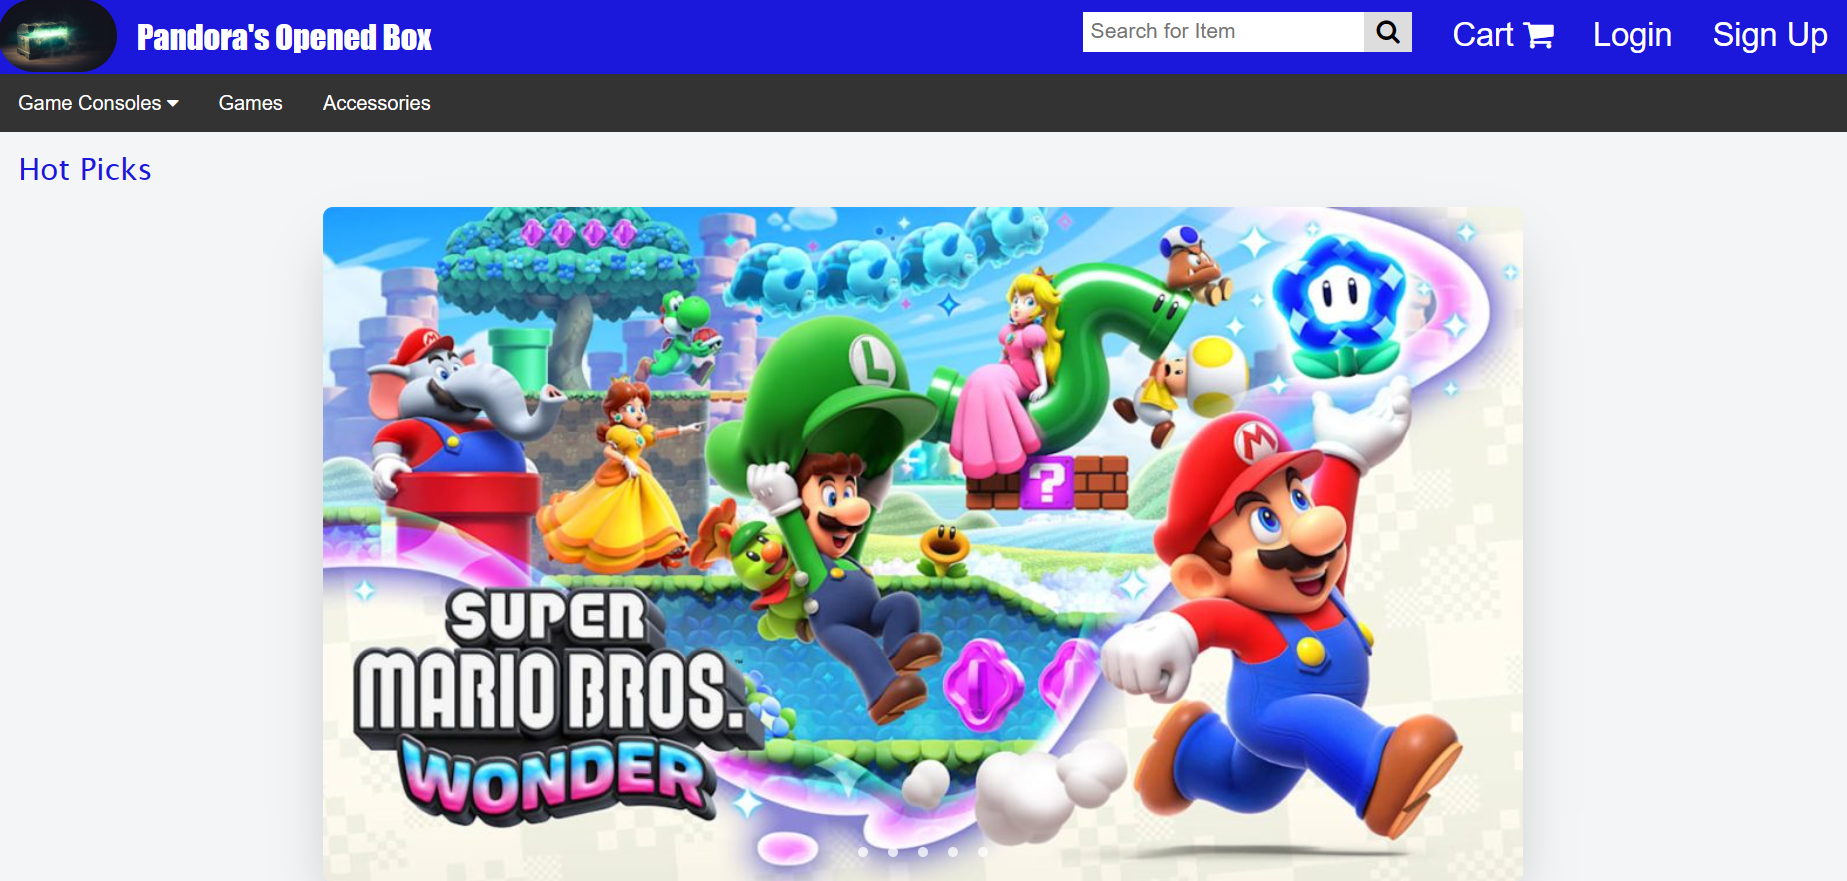 Pandora's Opened Box
Search for Item
Cart
Login
Sign Up
Game Consoles
Games
Accessories
Hot Picks
L
M
M
?
SUPER
MARIO BROS.™
WONDER